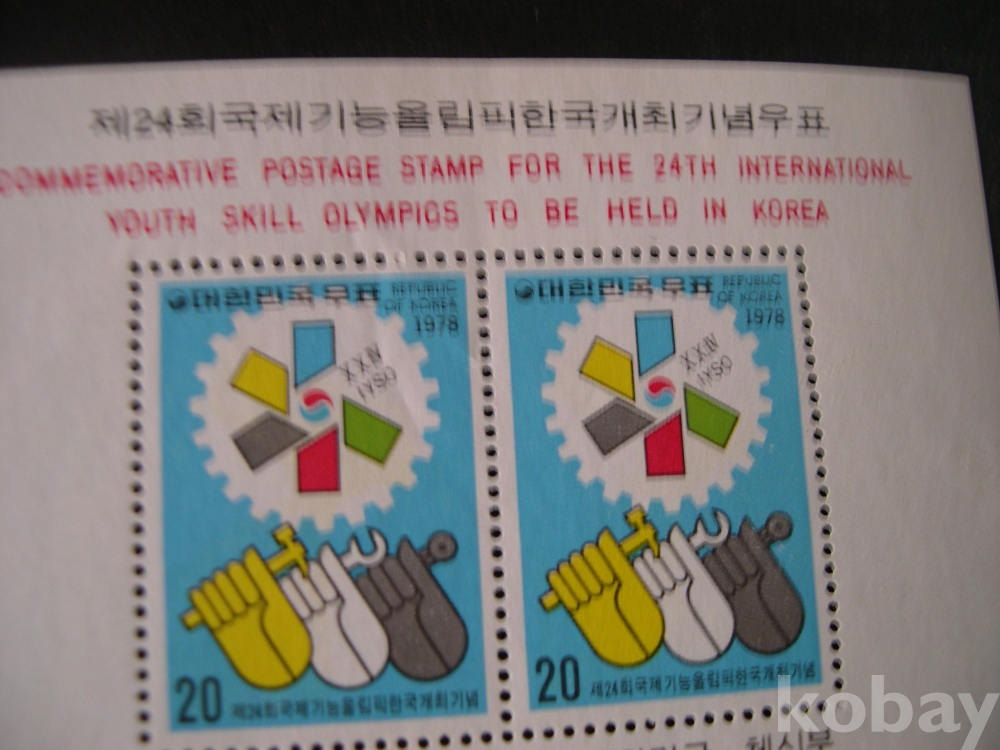 제24회국제기능올림픽한국개최기념우표
COMMEMORATIVE POSTAGE STAMP FOR THE 24TH INTERNATIONAL
YOUTH SKILL OLYMPICS TO BE HELD IN KOREA
대한민국우표 REPUBLIC
OF KOREA
1978
20 제24회국제기능올림픽한국개최기념
대한민국우표 REPUBLIC
OF KOREA
1978
20 제24회국제기능올림픽한국개최기념
체신부
kobay